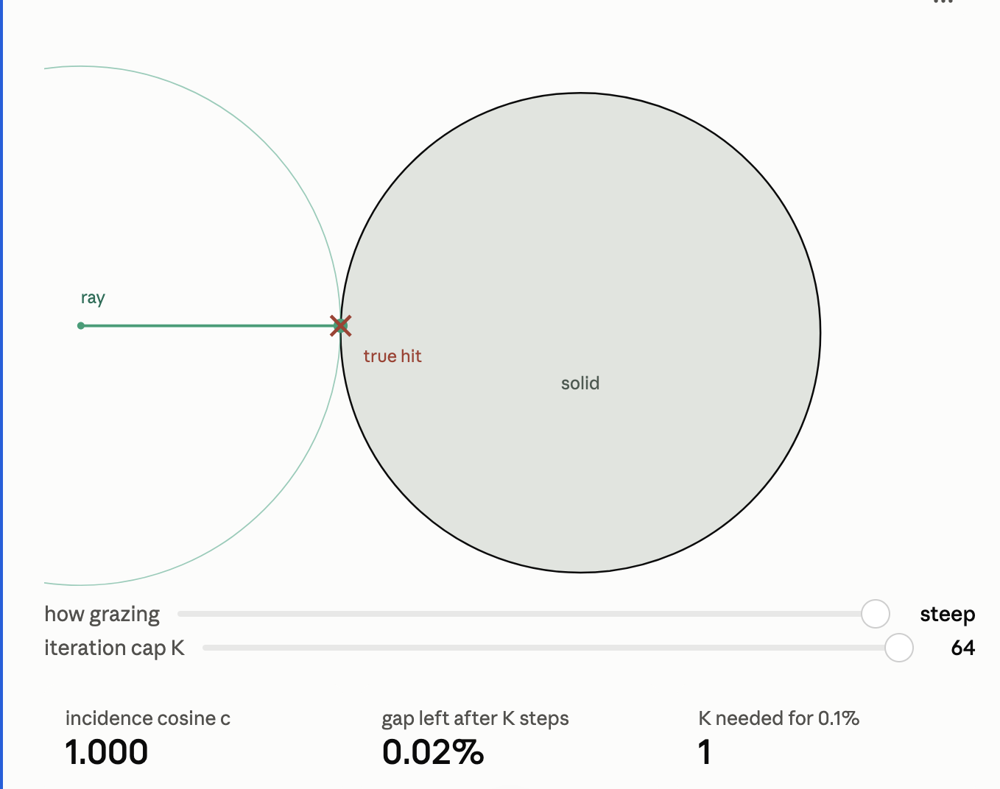 ray
true hit
solid
how grazing steep
iteration cap K 64
incidence cosine c gap left after K steps K needed for 0.1%
1.000 0.02% 1